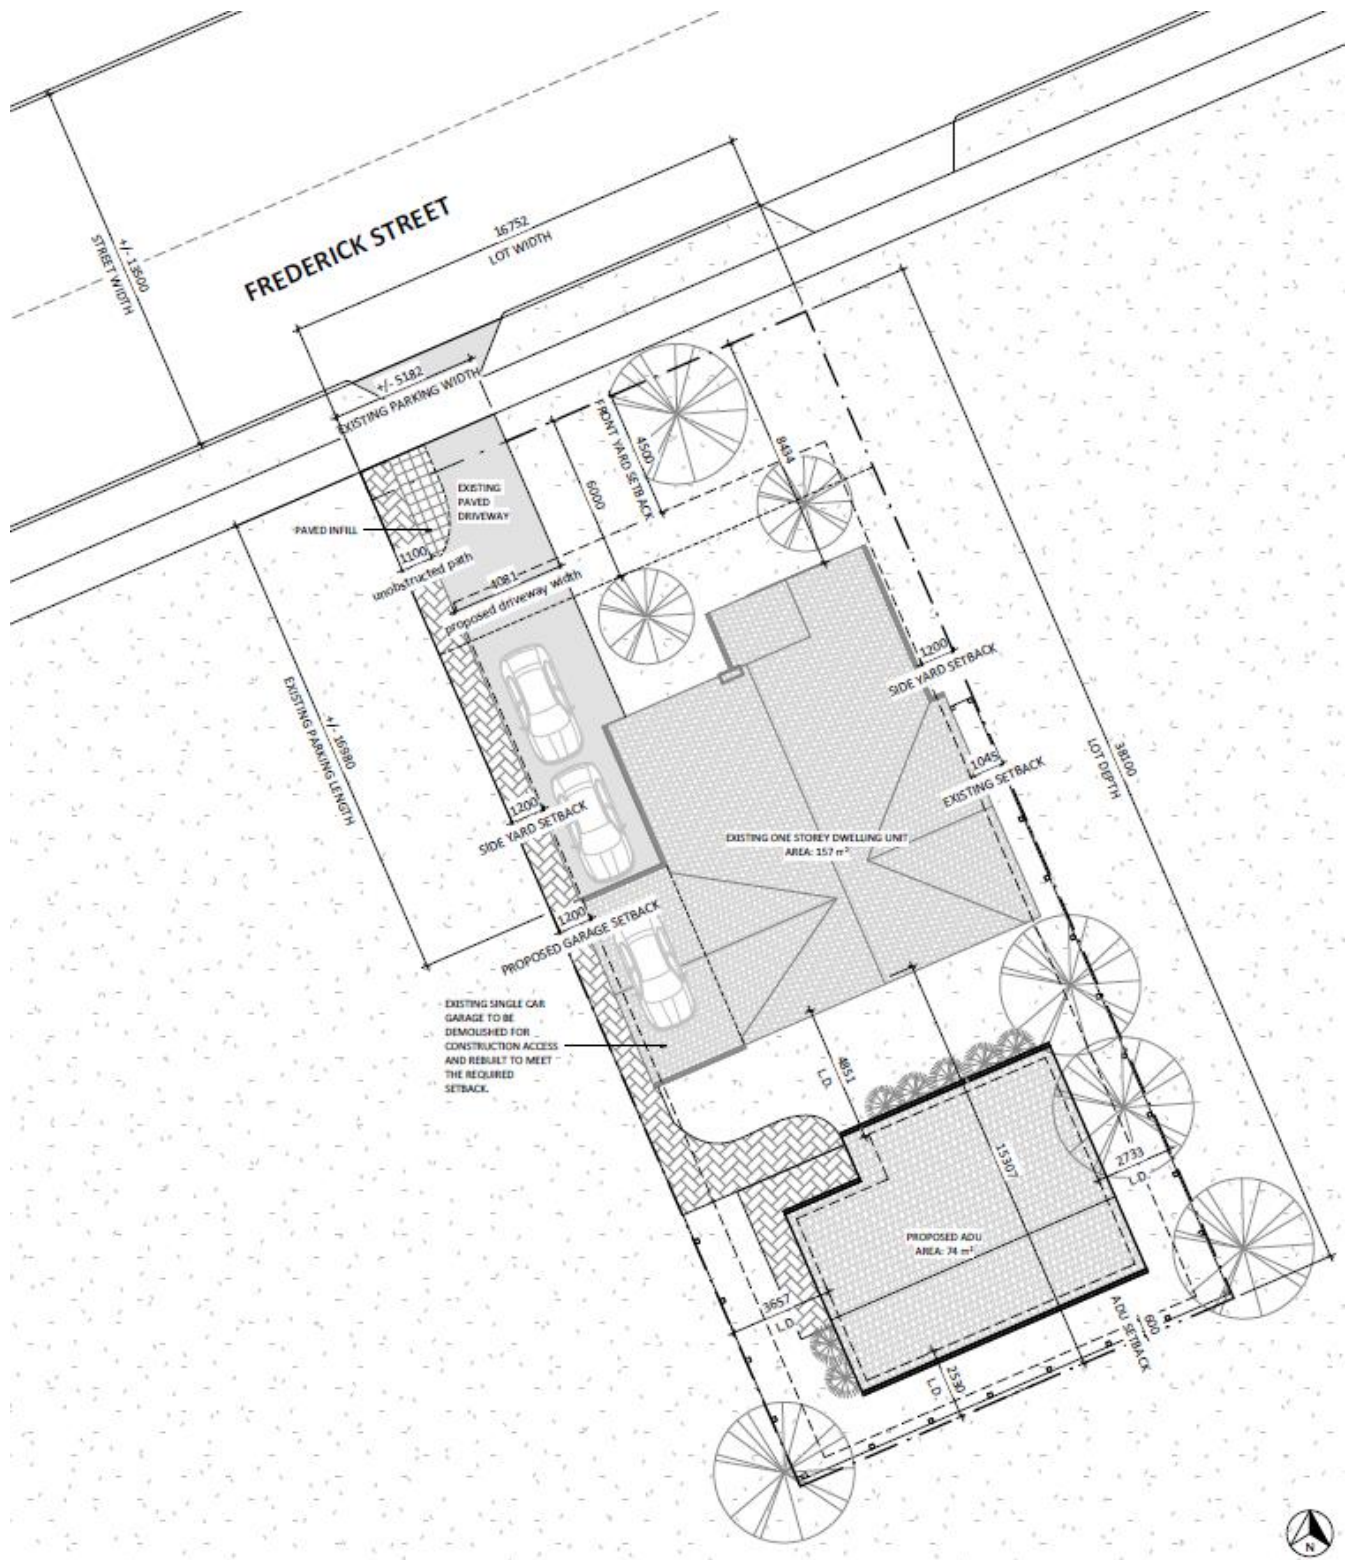 FREDERICK STREET
+/- 13500
STREET WIDTH
16752
LOT WIDTH
+/- 5182
EXISTING PARKING WIDTH
FRONT YARD SETBACK
4500
6000
8434
EXISTING
PAVED
DRIVEWAY
PAVED INFILL
1100
unobstructed path
4081
proposed driveway width
1200
SIDE YARD SETBACK
+/- 16980
EXISTING PARKING LENGTH
38100
LOT DEPTH
1045
EXISTING SETBACK
1200
SIDE YARD SETBACK
EXISTING ONE STOREY DWELLING UNIT
AREA: 157 m²
1200
PROPOSED GARAGE SETBACK
EXISTING SINGLE CAR
GARAGE TO BE
DEMOLISHED FOR
CONSTRUCTION ACCESS
AND REBUILT TO MEET
THE REQUIRED
SETBACK.
4851
L.D.
15307
2733
L.D.
PROPOSED ADU
AREA: 74 m²
3657
L.D.
600
ADU SETBACK
2530
L.D.
N